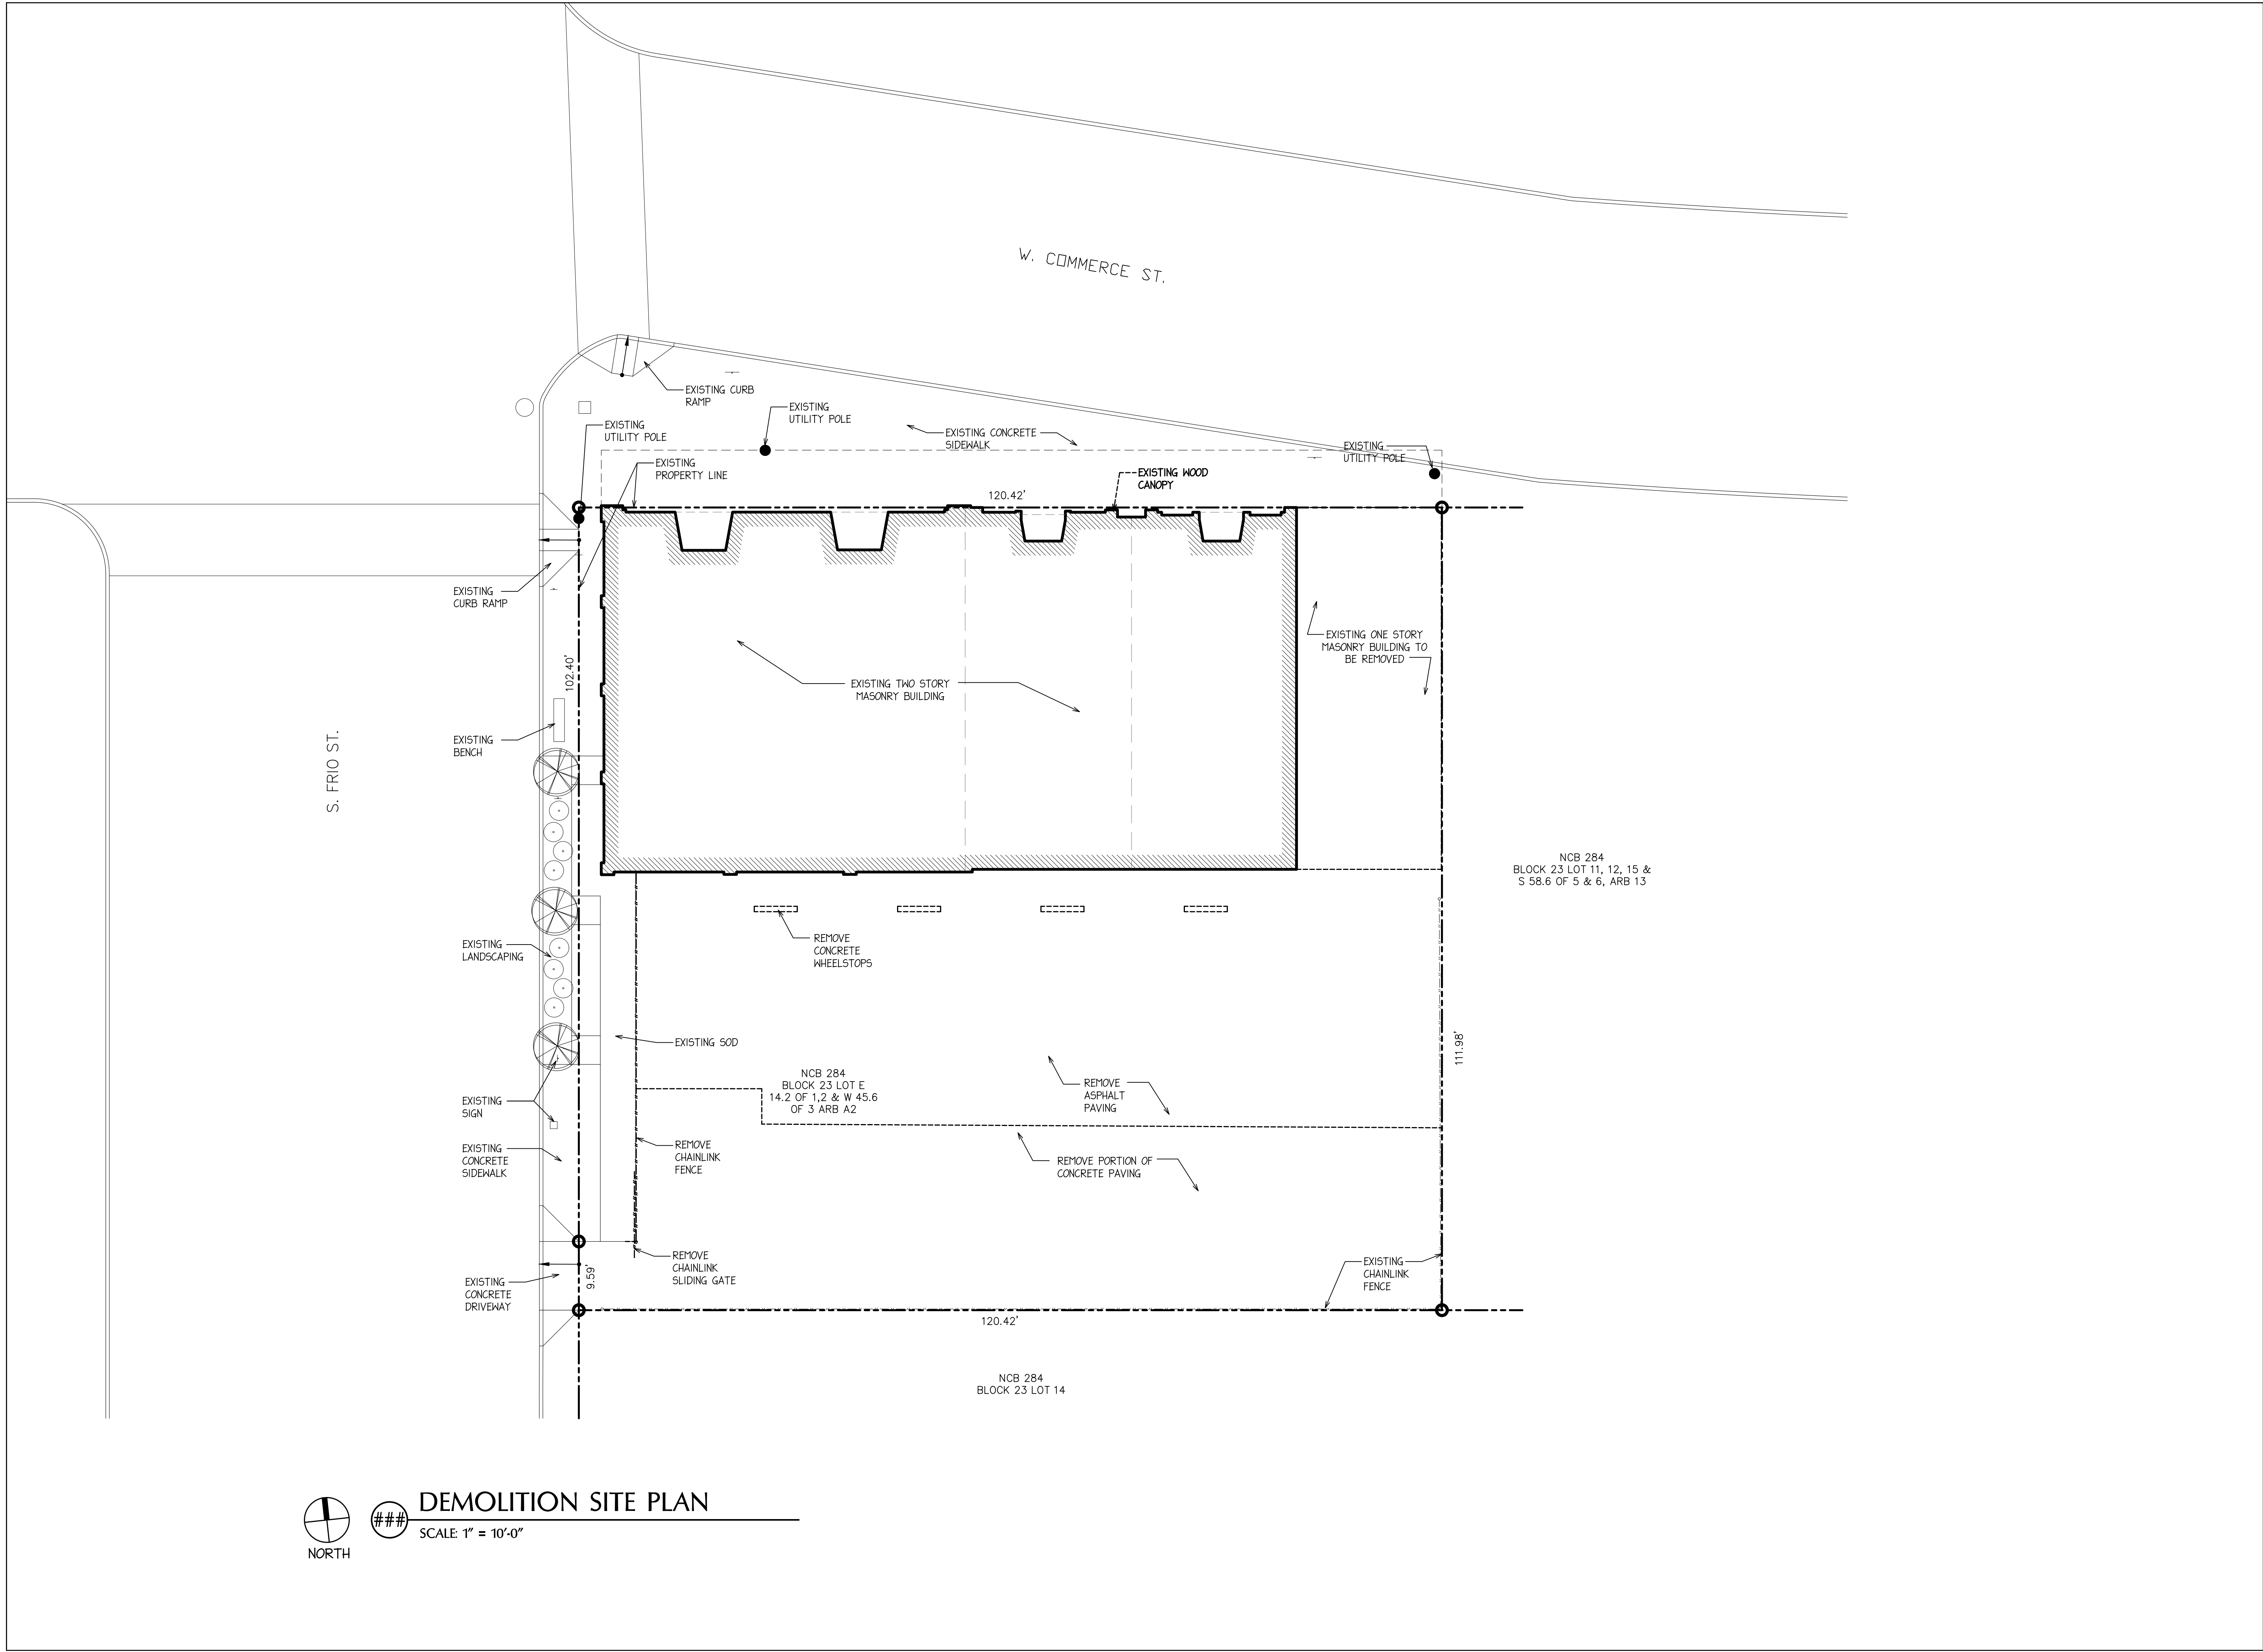 W. COMMERCE ST.
EXISTING CURB
RAMP
EXISTING
UTILITY POLE
EXISTING
UTILITY POLE
EXISTING CONCRETE
SIDEWALK
EXISTING
UTILITY POLE
EXISTING
PROPERTY LINE
EXISTING WOOD
CANOPY
120.42'
EXISTING
CURB RAMP
102.40'
EXISTING ONE STORY
MASONRY BUILDING TO
BE REMOVED
EXISTING TWO STORY
MASONRY BUILDING
EXISTING
BENCH
S. FRIO ST.
NCB 284
BLOCK 23 LOT 11, 12, 15 &
S 58.6 OF 5 & 6, ARB 13
REMOVE
CONCRETE
WHEELSTOPS
EXISTING
LANDSCAPING
EXISTING SOD
111.98'
NCB 284
BLOCK 23 LOT E
14.2 OF 1,2 & W 45.6
OF 3 ARB A2
REMOVE
ASPHALT
PAVING
EXISTING
SIGN
REMOVE
CHAINLINK
FENCE
EXISTING
CONCRETE
SIDEWALK
REMOVE PORTION OF
CONCRETE PAVING
REMOVE
CHAINLINK
SLIDING GATE
9.59'
EXISTING
CHAINLINK
FENCE
EXISTING
CONCRETE
DRIVEWAY
120.42'
NCB 284
BLOCK 23 LOT 14
DEMOLITION SITE PLAN
###
SCALE: 1" = 10'-0"
NORTH